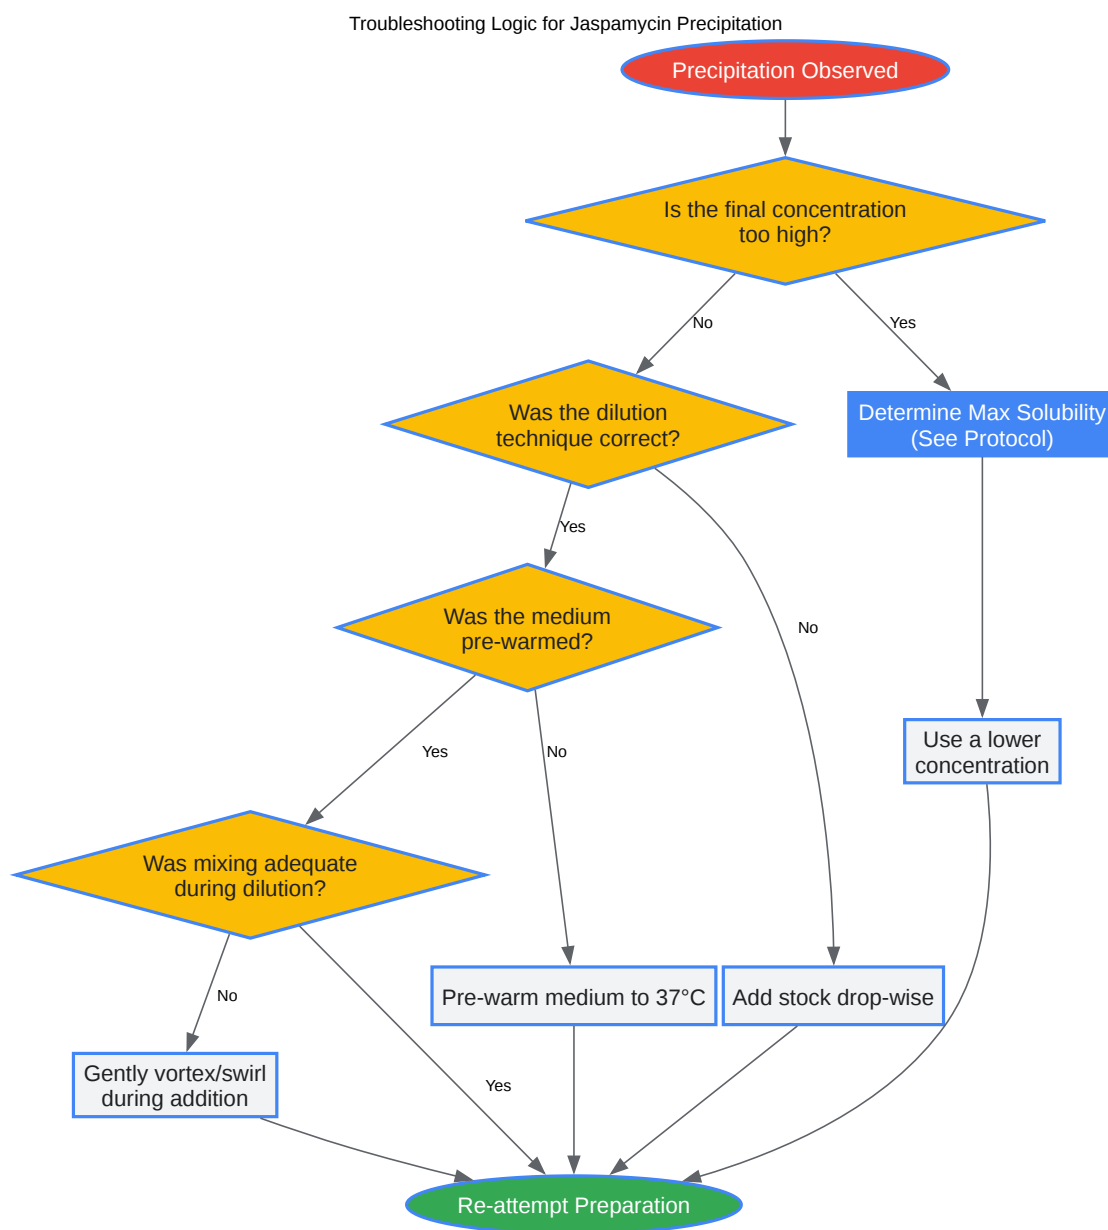 Troubleshooting Logic for Jaspamycin Precipitation
Precipitation Observed
Is the final concentration
too high?
No
Yes
Was the dilution
technique correct?
Determine Max Solubility
(See Protocol)
Yes
Was the medium
pre-warmed?
No
Yes
No
Use a lower
concentration
Was mixing adequate
during dilution?
No
Pre-warm medium to 37°C
Add stock drop-wise
Gently vortex/swirl
during addition
Yes
Re-attempt Preparation